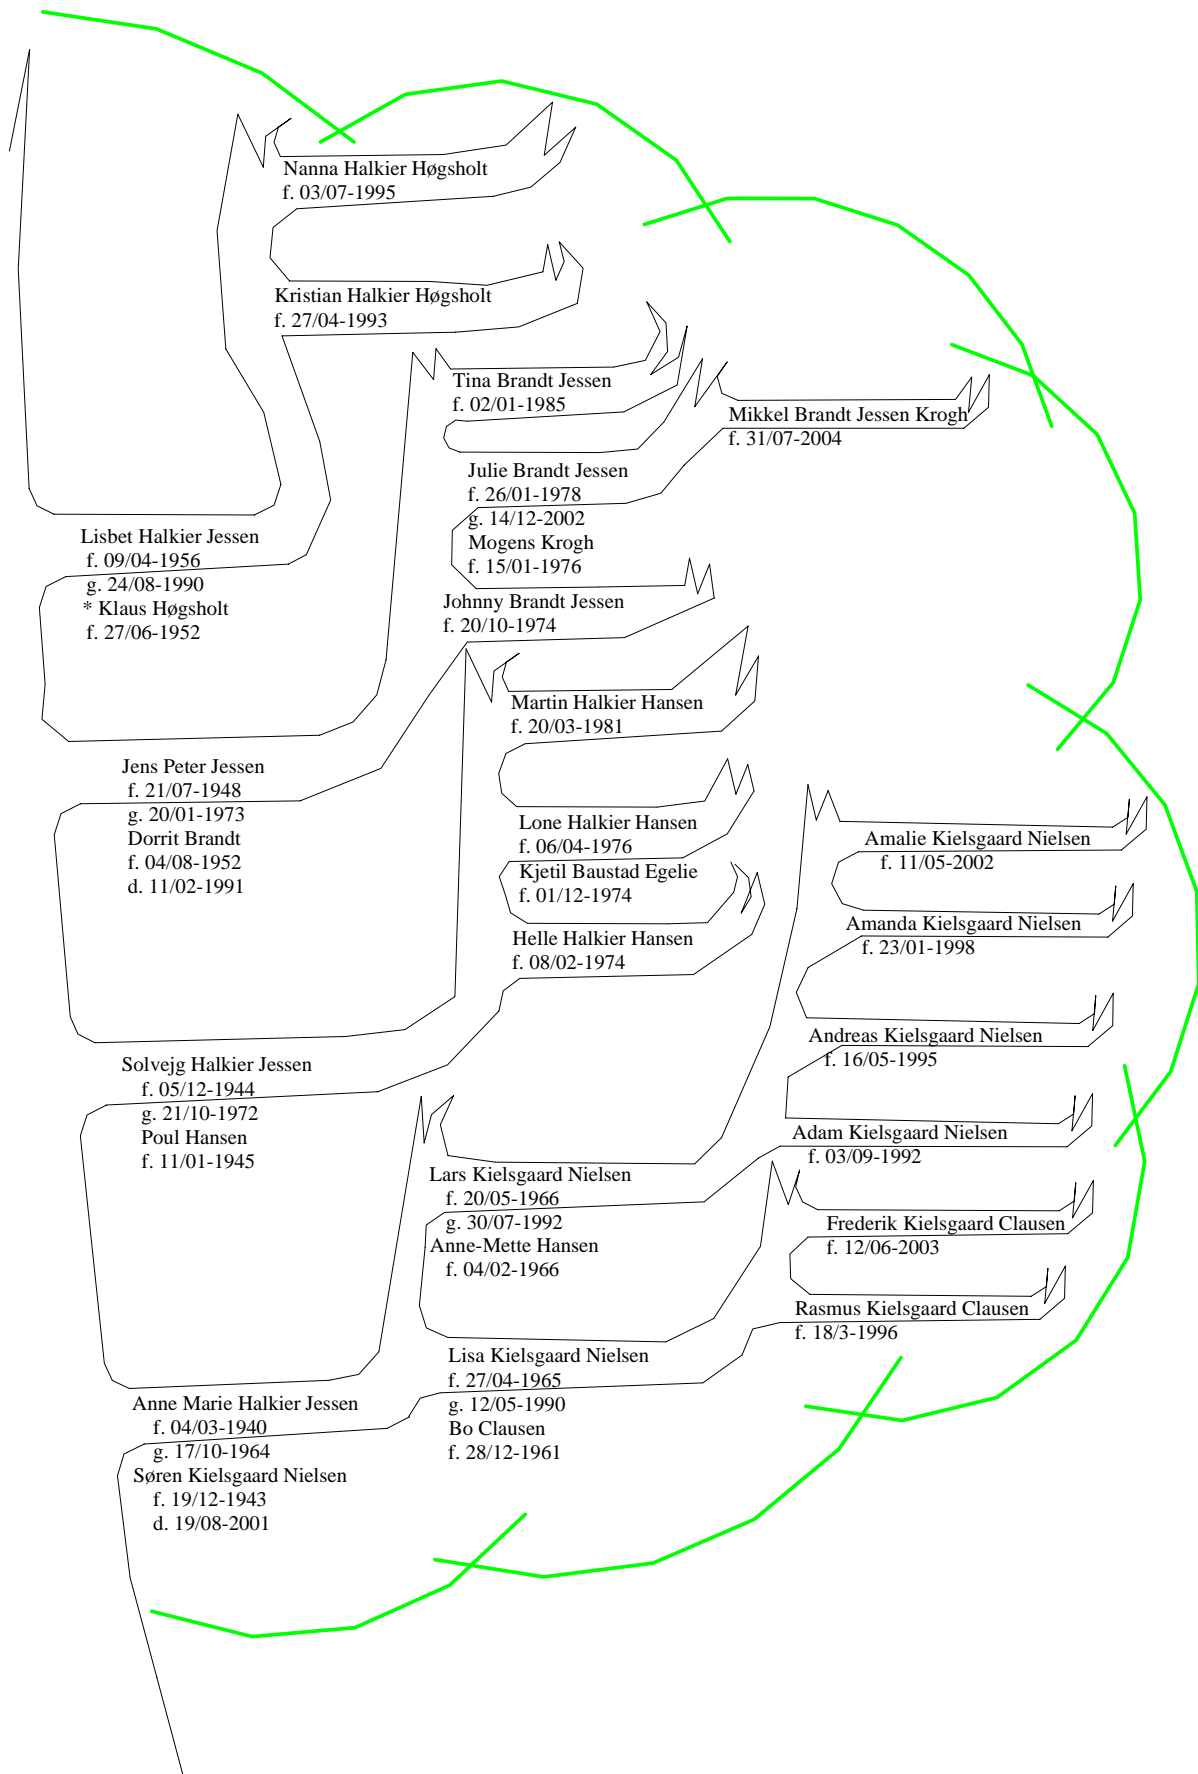 Nanna Halkier Høgsholt
f. 03/07-1995
Kristian Halkier Høgsholt
f. 27/04-1993
Tina Brandt Jessen
f. 02/01-1985
Mikkel Brandt Jessen Krogh
f. 31/07-2004
Julie Brandt Jessen
f. 26/01-1978
g. 14/12-2002
Mogens Krogh
f. 15/01-1976
Lisbet Halkier Jessen
f. 09/04-1956
g. 24/08-1990
* Klaus Høgsholt
f. 27/06-1952
Johnny Brandt Jessen
f. 20/10-1974
Martin Halkier Hansen
f. 20/03-1981
Jens Peter Jessen
f. 21/07-1948
g. 20/01-1973
Dorrit Brandt
f. 04/08-1952
d. 11/02-1991
Lone Halkier Hansen
f. 06/04-1976
Kjetil Baustad Egelie
f. 01/12-1974
Helle Halkier Hansen
f. 08/02-1974
Amalie Kielsgaard Nielsen
f. 11/05-2002
Amanda Kielsgaard Nielsen
f. 23/01-1998
Andreas Kielsgaard Nielsen
f. 16/05-1995
Adam Kielsgaard Nielsen
f. 03/09-1992
Solvejg Halkier Jessen
f. 05/12-1944
g. 21/10-1972
Poul Hansen
f. 11/01-1945
Lars Kielsgaard Nielsen
f. 20/05-1966
g. 30/07-1992
Anne-Mette Hansen
f. 04/02-1966
Frederik Kielsgaard Clausen
f. 12/06-2003
Rasmus Kielsgaard Clausen
f. 18/3-1996
Lisa Kielsgaard Nielsen
f. 27/04-1965
g. 12/05-1990
Bo Clausen
f. 28/12-1961
Anne Marie Halkier Jessen
f. 04/03-1940
g. 17/10-1964
Søren Kielsgaard Nielsen
f. 19/12-1943
d. 19/08-2001